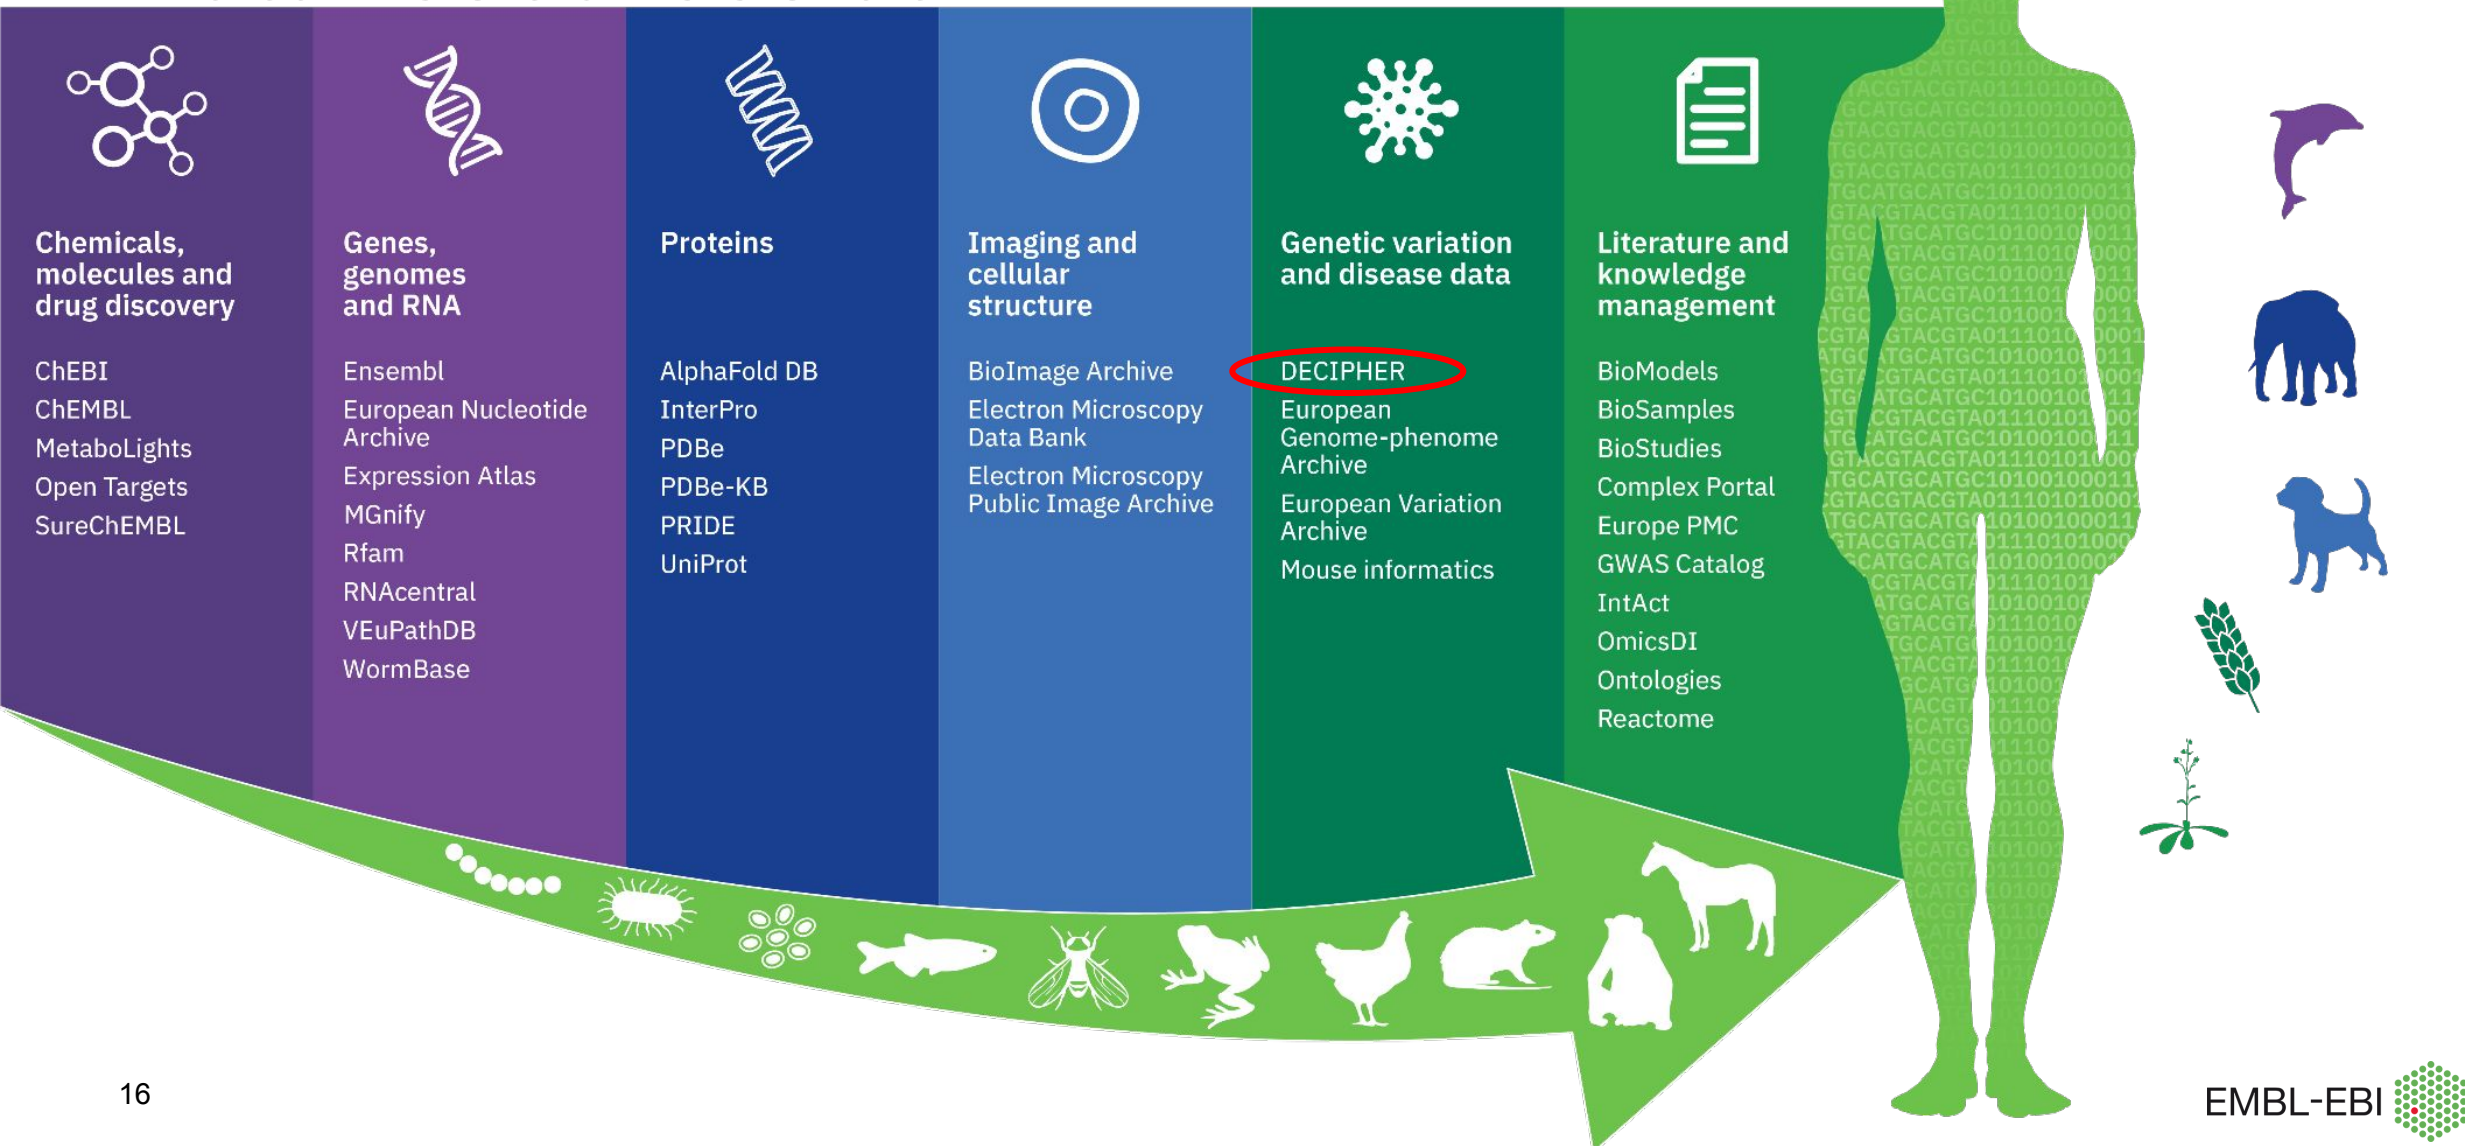 Chemicals,
molecules and
drug discovery
ChEBI
ChEMBL
MetaboLights
Open Targets
SureChEMBL
Genes,
genomes
and RNA
Ensembl
European Nucleotide
Archive
Expression Atlas
MGnify
Rfam
RNAcentral
VEuPathDB
WormBase
Proteins
AlphaFold DB
InterPro
PDBe
PDBe-KB
PRIDE
UniProt
Imaging and
cellular
structure
BioImage Archive
Electron Microscopy
Data Bank
Electron Microscopy
Public Image Archive
Genetic variation
and disease data
DECIPHER
European
Genome-phenome
Archive
European Variation
Archive
Mouse informatics
Literature and
knowledge
management
BioModels
BioSamples
BioStudies
Complex Portal
Europe PMC
GWAS Catalog
IntAct
OmicsDI
Ontologies
Reactome
16
EMBL-EBI